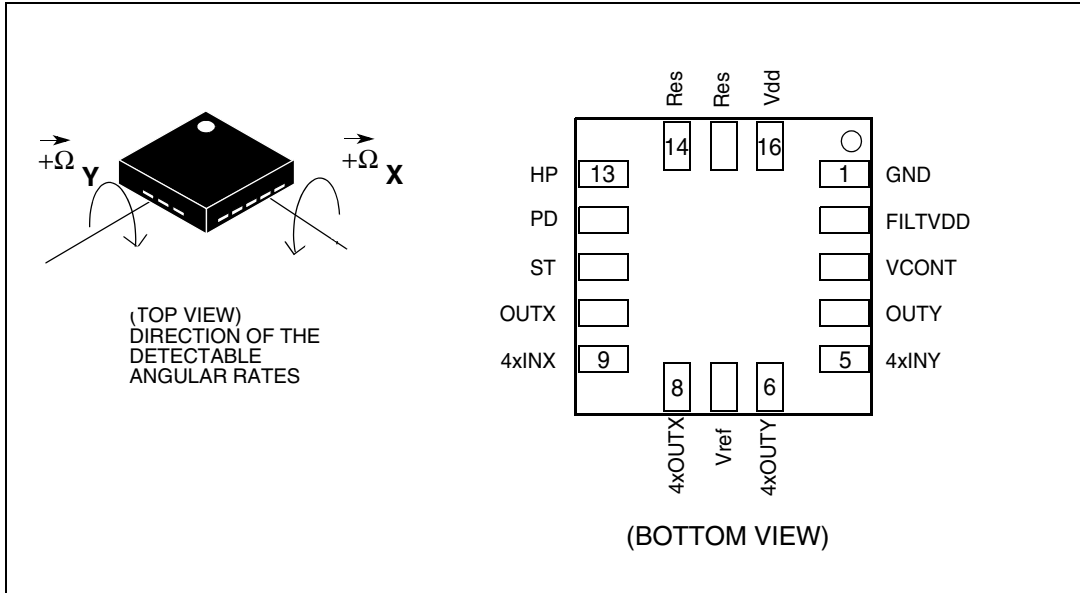 +Ω Y
+Ω X
(TOP VIEW)
DIRECTION OF THE
DETECTABLE
ANGULAR RATES
Res
Res
Vdd
14
16
HP
13
1
GND
PD
FILTVDD
ST
VCONT
OUTX
OUTY
4xINX
9
5
4xINY
8
6
4xOUTX
Vref
4xOUTY
(BOTTOM VIEW)